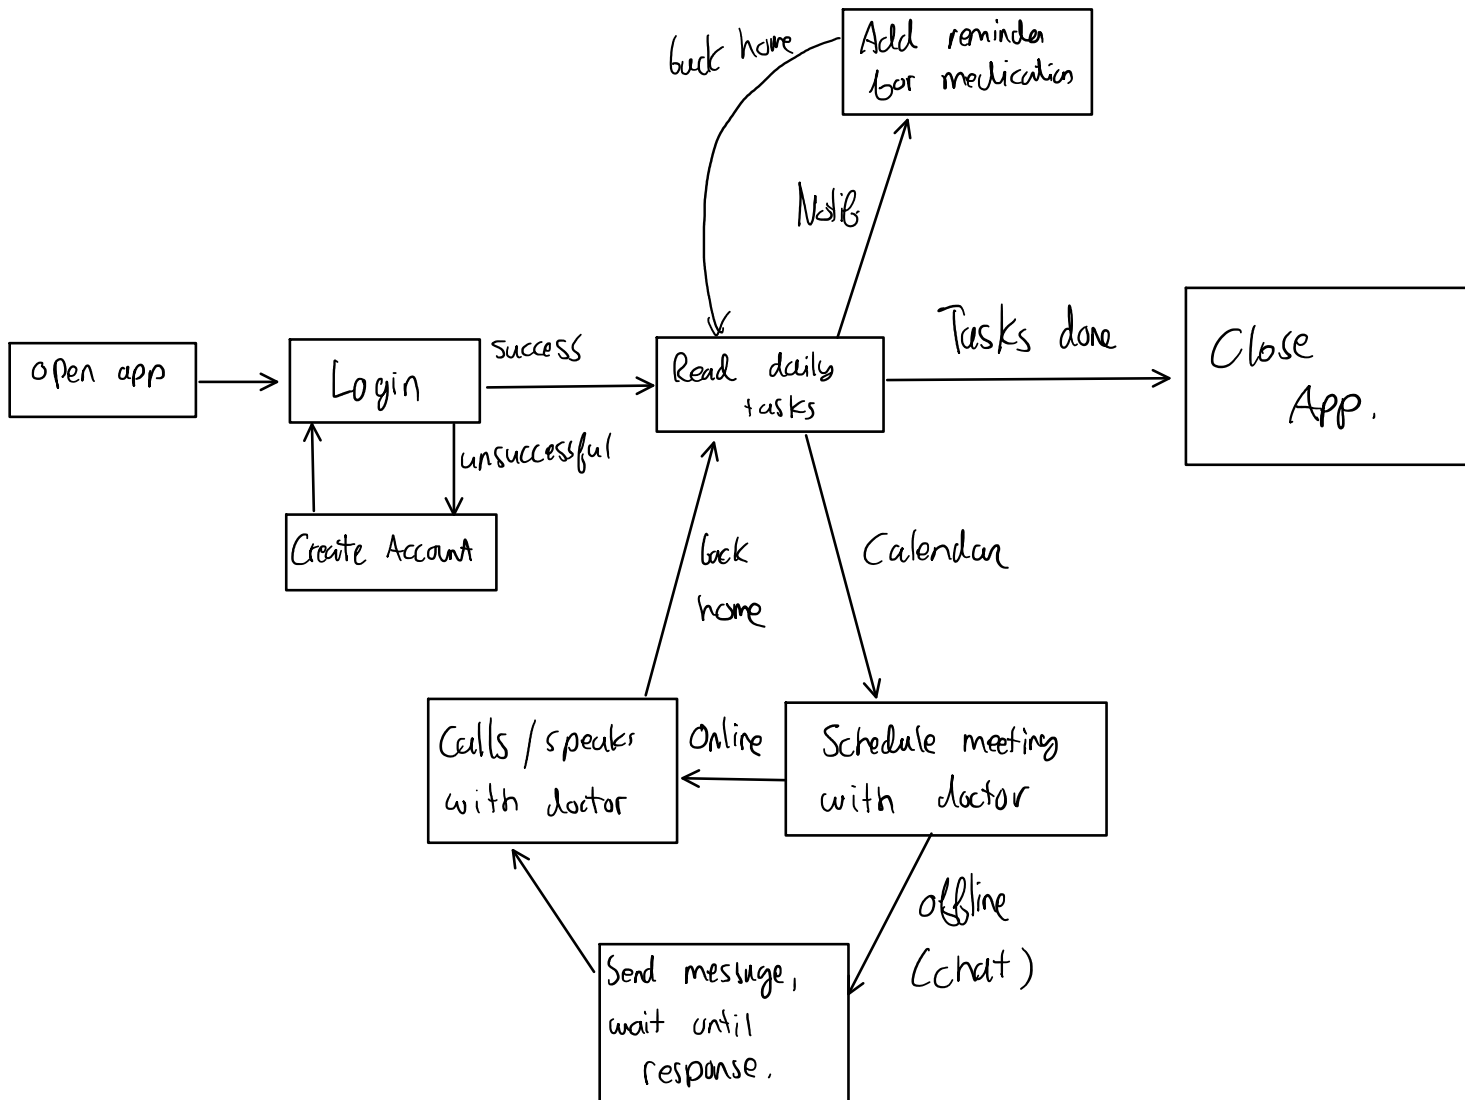 back home
Add reminder
for medication
Notifs
Tasks done
Close
App.
open app
Login
success
Read daily
tasks
unsuccessful
Create Account
back
home
Calendar
Calls / speaks
with doctor
Online
Schedule meeting
with doctor
offline
(chat)
Send message,
wait until
response.